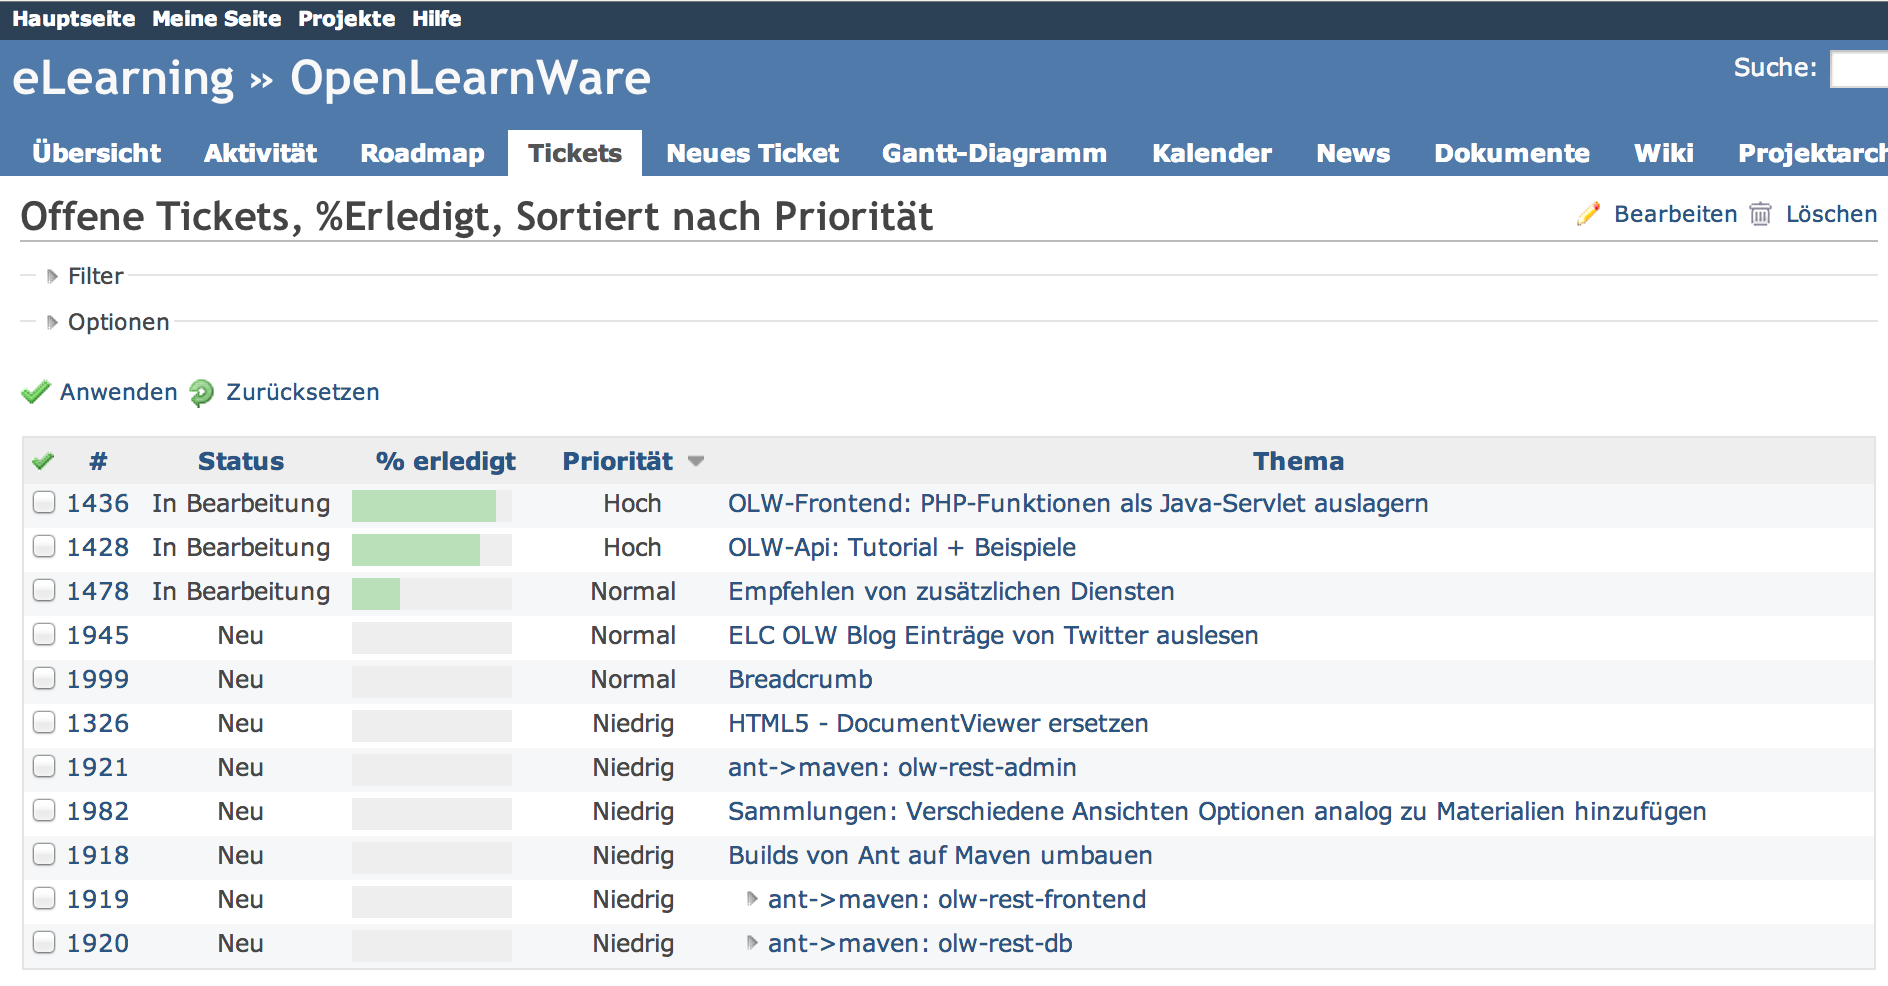 Hauptseite Meine Seite Projekte Hilfe
eLearning » OpenLearnWare
Suche:
Übersicht Aktivität Roadmap Tickets Neues Ticket Gantt-Diagramm Kalender News Dokumente Wiki Projektarch
Offene Tickets, %Erledigt, Sortiert nach Priorität
Bearbeiten Löschen
Filter
Optionen
Anwenden Zurücksetzen
# Status % erledigt Priorität Thema
1436 In Bearbeitung Hoch OLW-Frontend: PHP-Funktionen als Java-Servlet auslagern
1428 In Bearbeitung Hoch OLW-Api: Tutorial + Beispiele
1478 In Bearbeitung Normal Empfehlen von zusätzlichen Diensten
1945 Neu Normal ELC OLW Blog Einträge von Twitter auslesen
1999 Neu Normal Breadcrumb
1326 Neu Niedrig HTML5 - DocumentViewer ersetzen
1921 Neu Niedrig ant->maven: olw-rest-admin
1982 Neu Niedrig Sammlungen: Verschiedene Ansichten Optionen analog zu Materialien hinzufügen
1918 Neu Niedrig Builds von Ant auf Maven umbauen
1919 Neu Niedrig ant->maven: olw-rest-frontend
1920 Neu Niedrig ant->maven: olw-rest-db